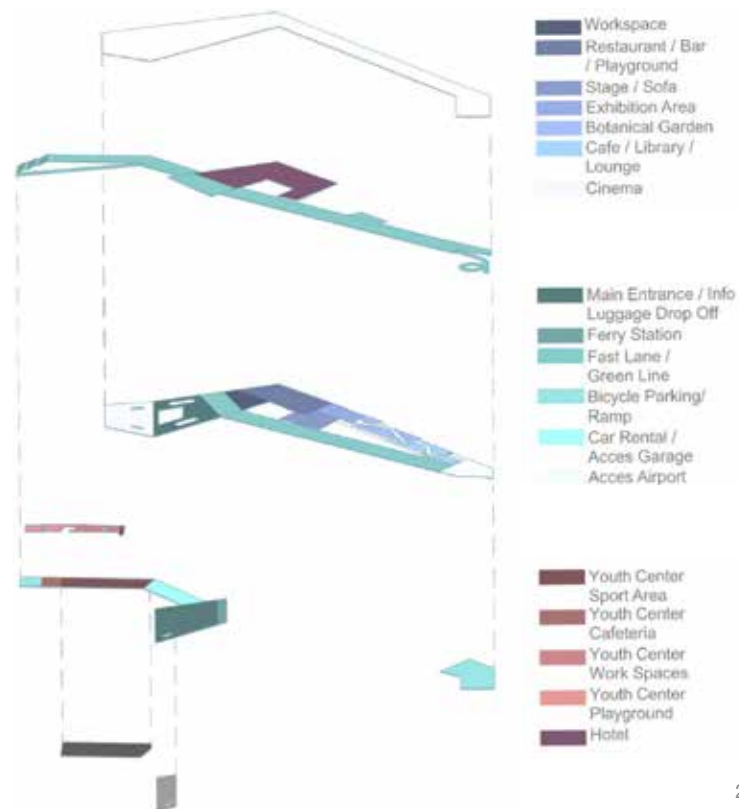 Workspace
Restaurant / Bar
/ Playground
Stage / Sofa
Exhibition Area
Botanical Garden
Cafe / Library /
Lounge
Cinema
Main Entrance / Info
Luggage Drop Off
Ferry Station
Fast Lane /
Green Line
Bicycle Parking/
Ramp
Car Rental /
Acces Garage
Acces Airport
Youth Center
Sport Area
Youth Center
Cafeteria
Youth Center
Work Spaces
Youth Center
Playground
Hotel